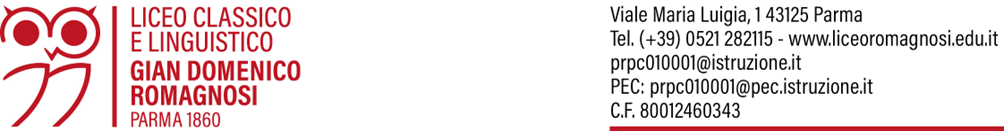 LICEO CLASSICO
E LINGUISTICO
GIAN DOMENICO
ROMAGNOSI
PARMA 1860
Viale Maria Luigia, 1 43125 Parma
Tel. (+39) 0521 282115 - www.liceoromagnosi.edu.it
prpc010001@istruzione.it
PEC: prpc010001@pec.istruzione.it
C.F. 80012460343